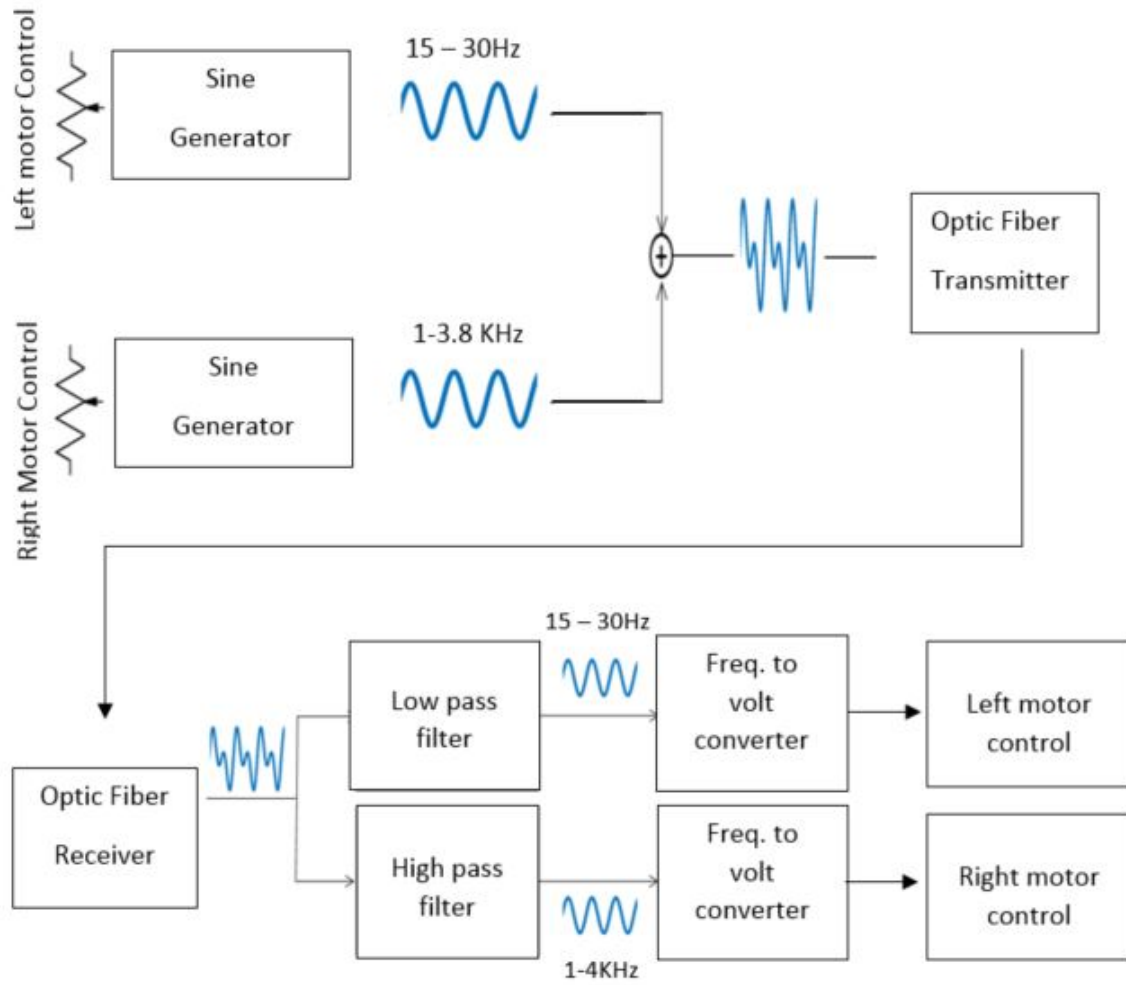 Left motor Control
Sine
Generator
15 – 30Hz
+
Optic Fiber
Transmitter
Right Motor Control
Sine
Generator
1-3.8 KHz
Optic Fiber
Receiver
Low pass
filter
15 – 30Hz
Freq. to
volt
converter
Left motor
control
High pass
filter
1-4KHz
Freq. to
volt
converter
Right motor
control